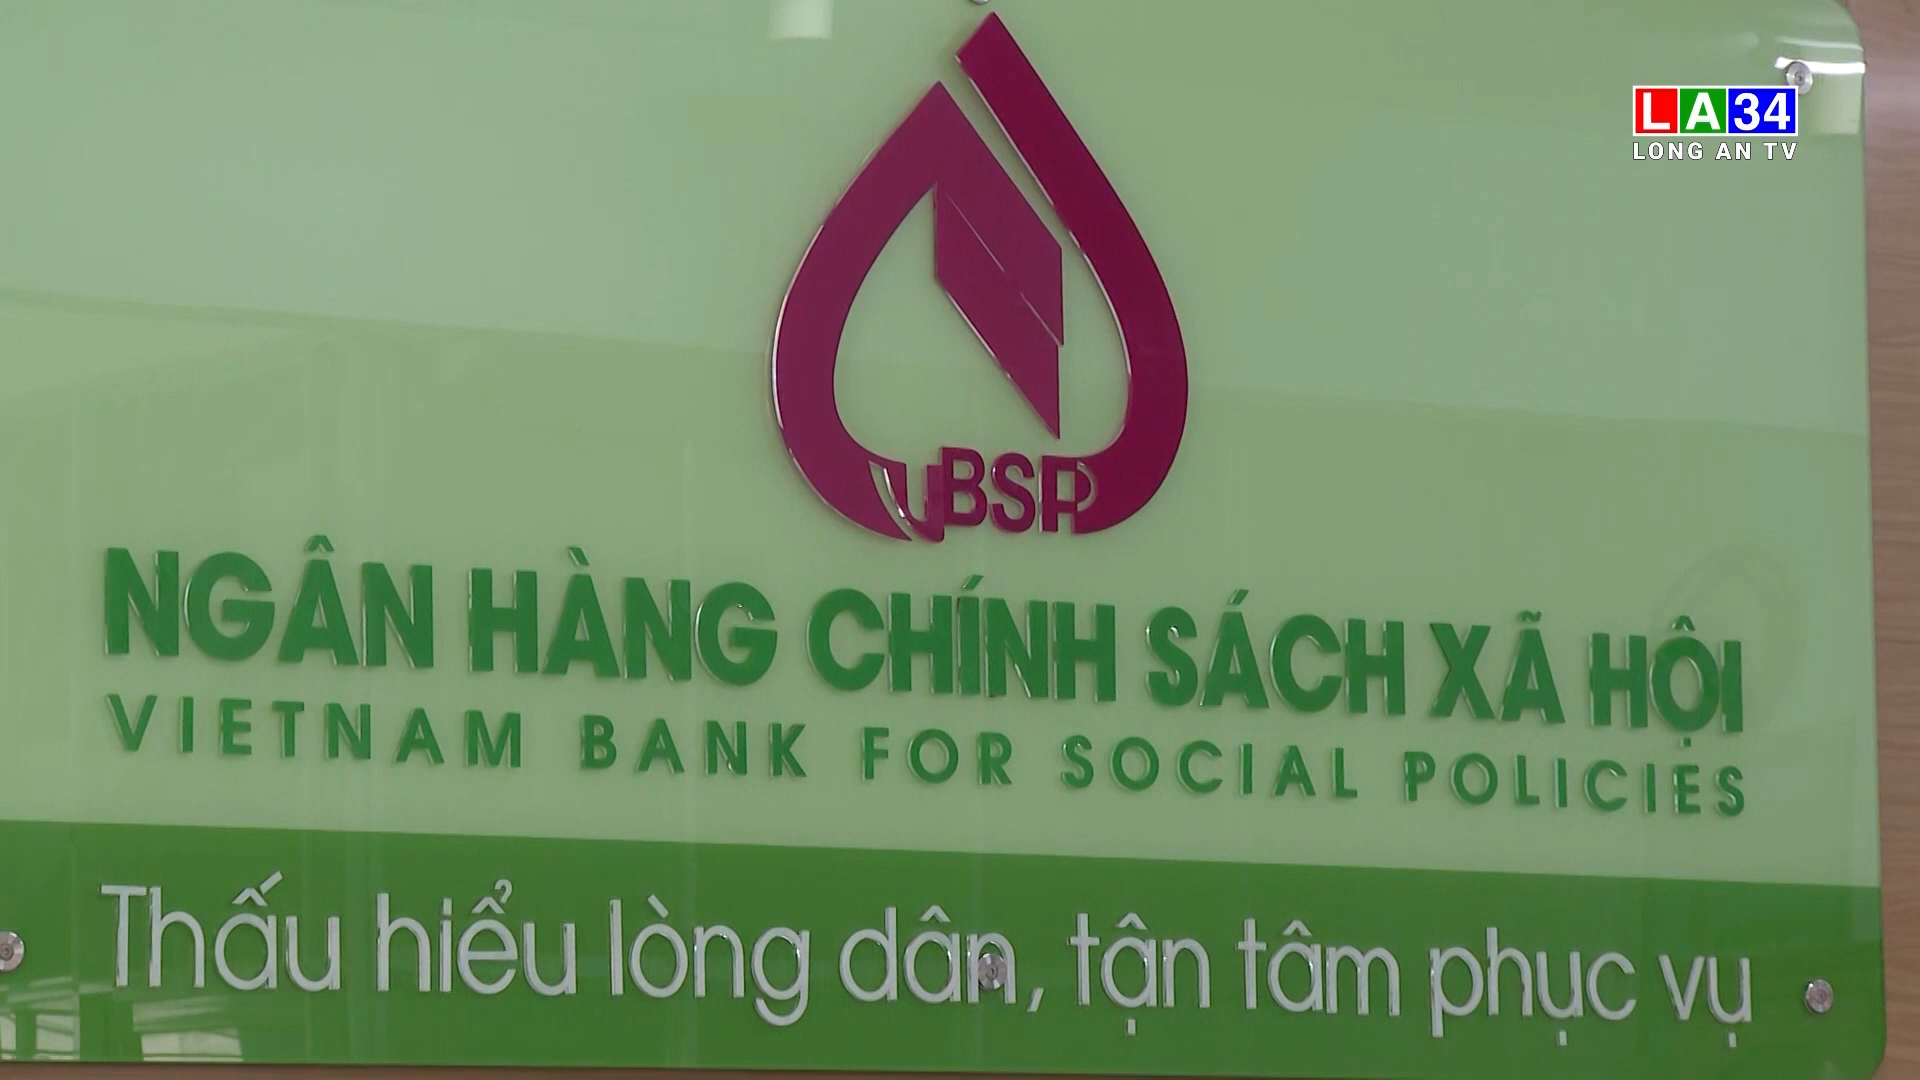 LA34
LONG AN TV
VBSP
NGÂN HÀNG CHÍNH SÁCH XÃ HỘI
VIETNAM BANK FOR SOCIAL POLICIES
Thấu hiểu lòng dân, tận tâm phục vụ